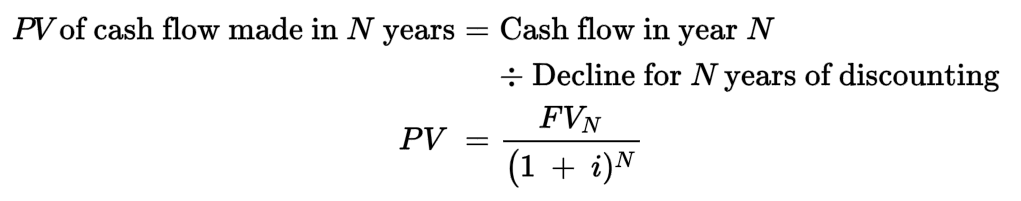 PV of cash flow made in N years = Cash flow in year N
÷ Decline for N years of discounting
PV = FV_N / (1 + i)^N